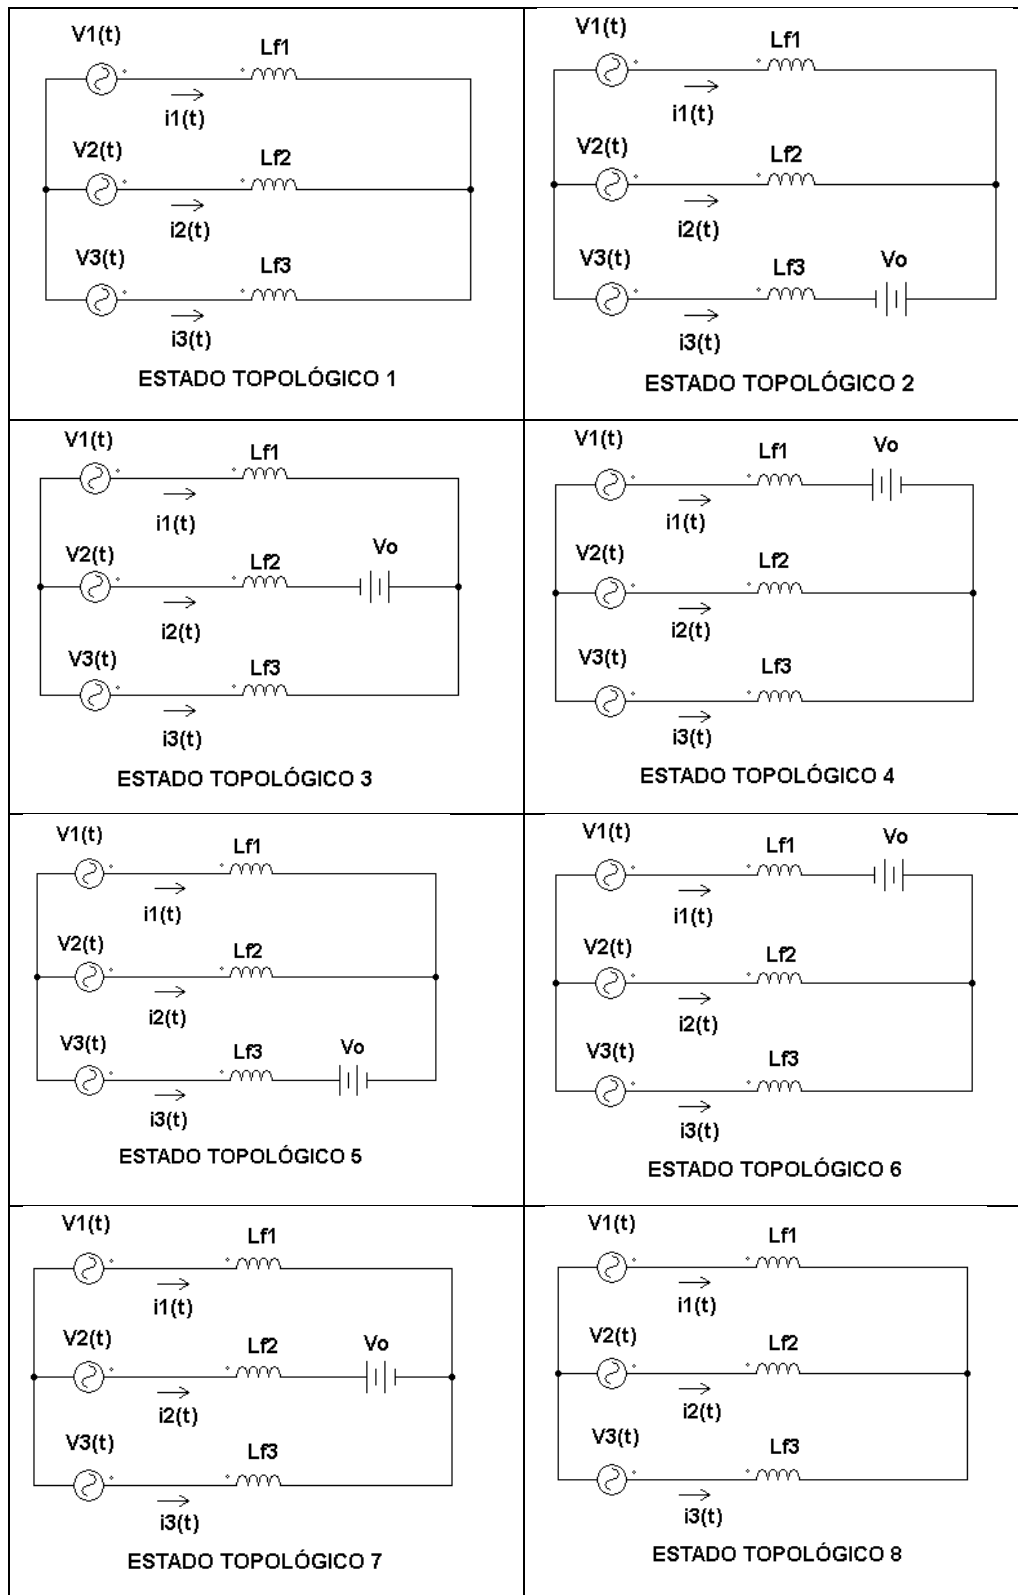 V1(t)
Lf1
i1(t)
V2(t)
Lf2
i2(t)
V3(t)
Lf3
i3(t)
ESTADO TOPOLÓGICO 1
V1(t)
Lf1
i1(t)
V2(t)
Lf2
i2(t)
V3(t)
Lf3
Vo
i3(t)
ESTADO TOPOLÓGICO 2
V1(t)
Lf1
i1(t)
V2(t)
Lf2
Vo
i2(t)
V3(t)
Lf3
i3(t)
ESTADO TOPOLÓGICO 3
V1(t)
Lf1
Vo
i1(t)
V2(t)
Lf2
i2(t)
V3(t)
Lf3
i3(t)
ESTADO TOPOLÓGICO 4
V1(t)
Lf1
i1(t)
V2(t)
Lf2
i2(t)
V3(t)
Lf3
Vo
i3(t)
ESTADO TOPOLÓGICO 5
V1(t)
Lf1
Vo
i1(t)
V2(t)
Lf2
i2(t)
V3(t)
Lf3
i3(t)
ESTADO TOPOLÓGICO 6
V1(t)
Lf1
i1(t)
V2(t)
Lf2
Vo
i2(t)
V3(t)
Lf3
i3(t)
ESTADO TOPOLÓGICO 7
V1(t)
Lf1
i1(t)
V2(t)
Lf2
i2(t)
V3(t)
Lf3
i3(t)
ESTADO TOPOLÓGICO 8